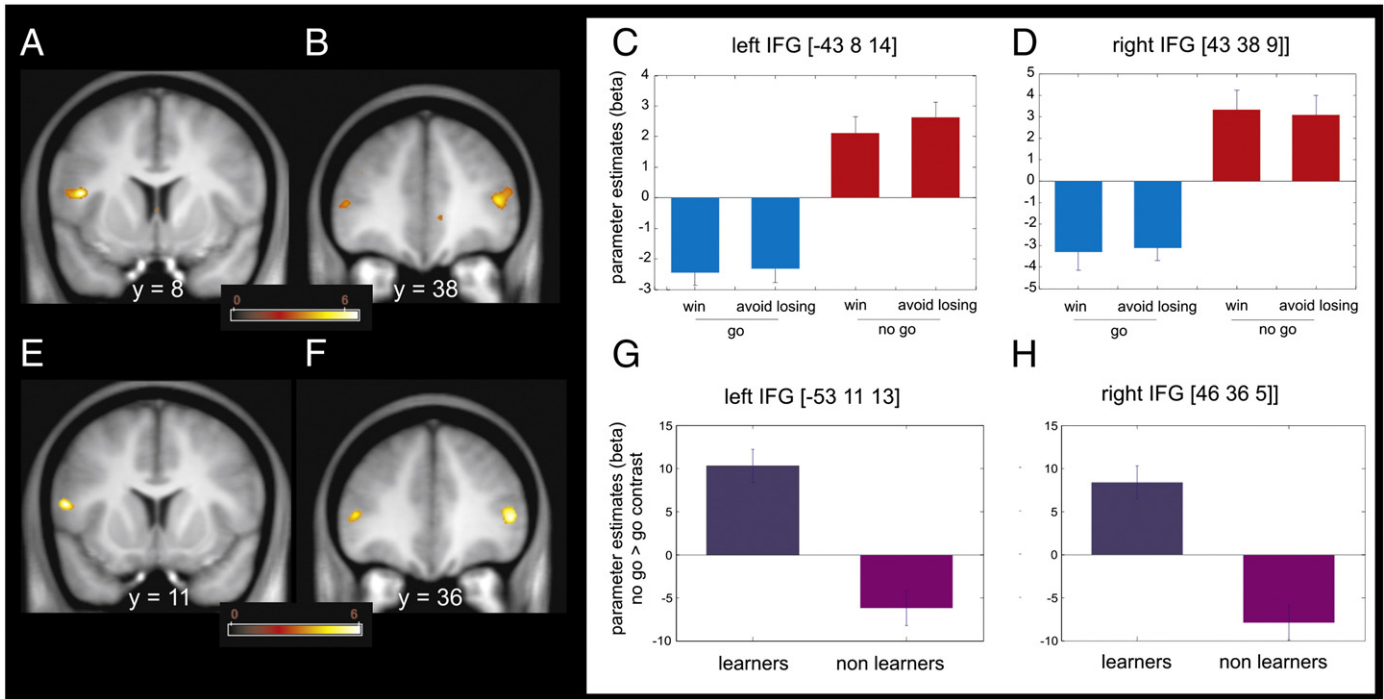 A
B
y = 8
y = 38
0 6
C
left IFG [-43 8 14]
parameter estimates (beta)
4
3
2
1
0
-1
-2
-3
win avoid losing win avoid losing
go no go
D
right IFG [43 38 9]]
5
4
3
2
1
0
-1
-2
-3
-4
-5
win avoid losing win avoid losing
go no go
E
F
y = 11
y = 36
0 6
G
left IFG [-53 11 13]
parameter estimates (beta)
no go > go contrast
15
10
5
0
-5
-10
learners non learners
H
right IFG [46 36 5]]
15
10
5
0
-5
-10
learners non learners